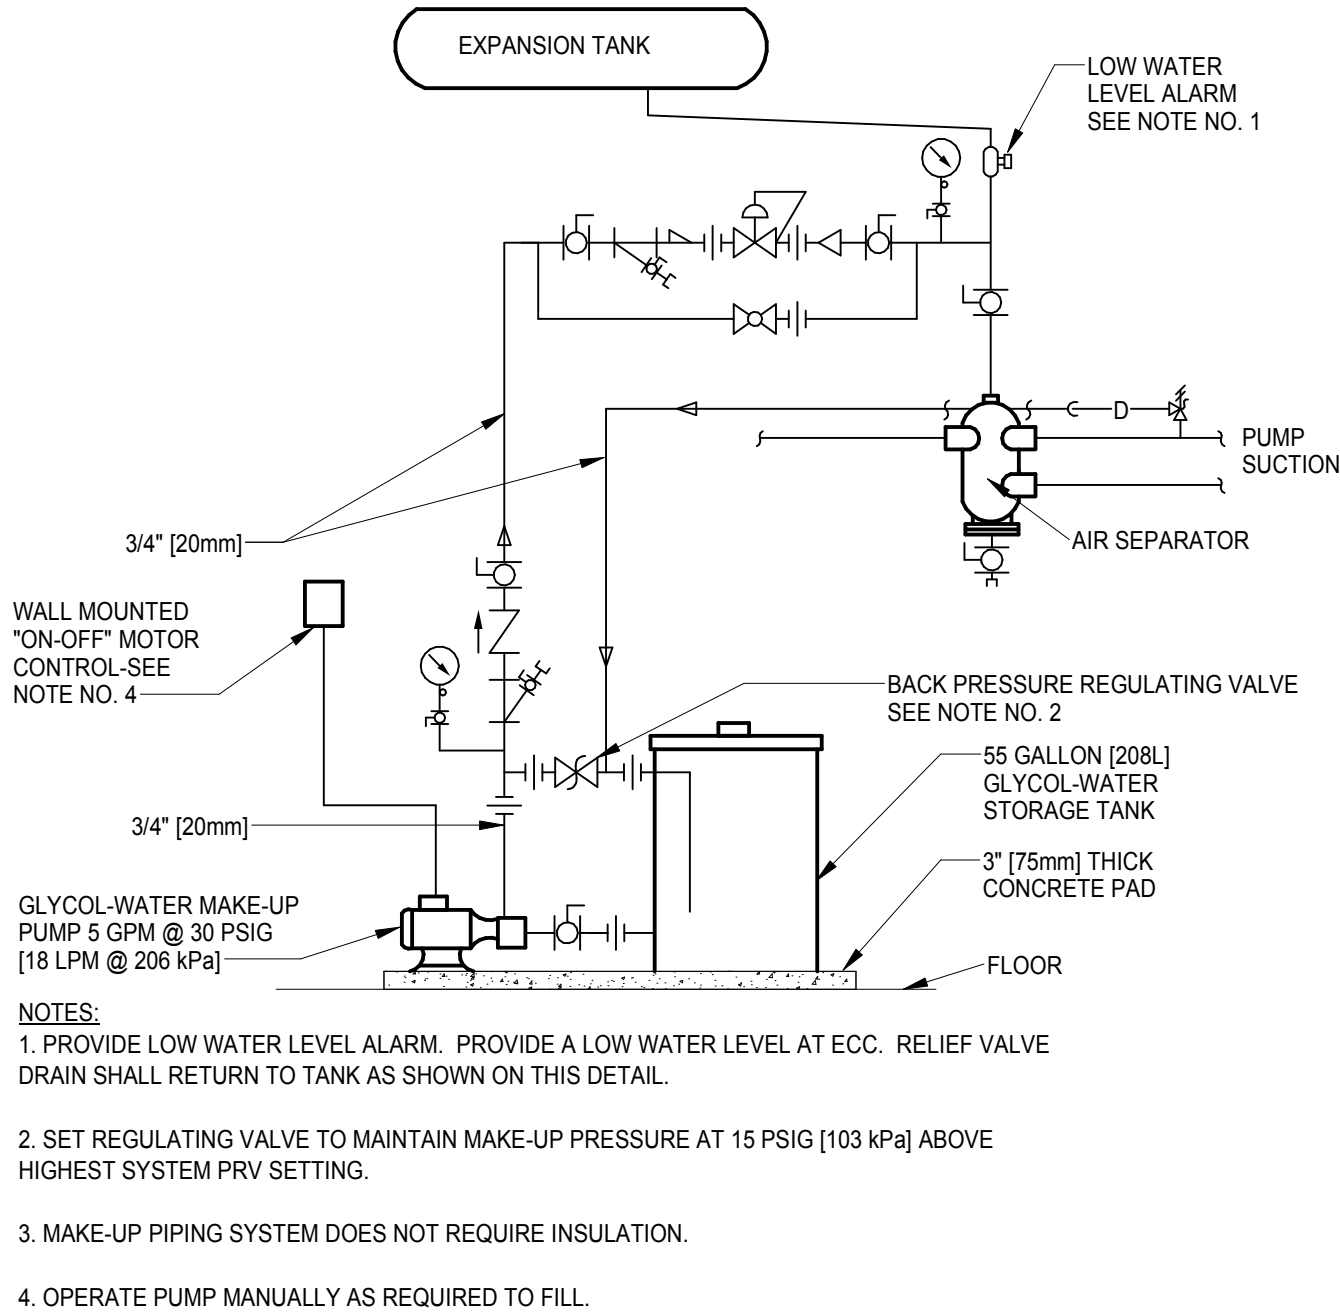 EXPANSION TANK
LOW WATER
LEVEL ALARM
SEE NOTE NO. 1
D
PUMP
SUCTION
AIR SEPARATOR
3/4" [20mm]
WALL MOUNTED
"ON-OFF" MOTOR
CONTROL-SEE
NOTE NO. 4
BACK PRESSURE REGULATING VALVE
SEE NOTE NO. 2
55 GALLON [208L]
GLYCOL-WATER
STORAGE TANK
3/4" [20mm]
3" [75mm] THICK
CONCRETE PAD
GLYCOL-WATER MAKE-UP
PUMP 5 GPM @ 30 PSIG
[18 LPM @ 206 kPa]
FLOOR
NOTES:
1. PROVIDE LOW WATER LEVEL ALARM.  PROVIDE A LOW WATER LEVEL AT ECC.  RELIEF VALVE
DRAIN SHALL RETURN TO TANK AS SHOWN ON THIS DETAIL.
2. SET REGULATING VALVE TO MAINTAIN MAKE-UP PRESSURE AT 15 PSIG [103 kPa] ABOVE
HIGHEST SYSTEM PRV SETTING.
3. MAKE-UP PIPING SYSTEM DOES NOT REQUIRE INSULATION.
4. OPERATE PUMP MANUALLY AS REQUIRED TO FILL.